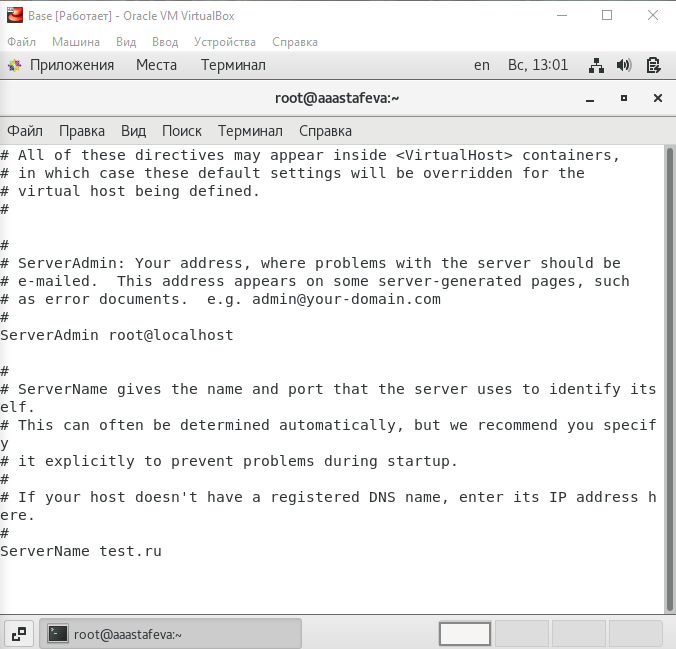 Base [Работает] - Oracle VM VirtualBox
Файл Машина Вид Ввод Устройства Справка
Приложения Места Терминал en Вс, 13:01
root@aaastafeva:~
Файл Правка Вид Поиск Терминал Справка
# All of these directives may appear inside <VirtualHost> containers,
# in which case these default settings will be overridden for the
# virtual host being defined.
#
#
# ServerAdmin: Your address, where problems with the server should be
# e-mailed.  This address appears on some server-generated pages, such
# as error documents.  e.g. admin@your-domain.com
#
ServerAdmin root@localhost
#
# ServerName gives the name and port that the server uses to identify its
elf.
# This can often be determined automatically, but we recommend you specif
y
# it explicitly to prevent problems during startup.
#
# If your host doesn't have a registered DNS name, enter its IP address h
ere.
#
ServerName test.ru
root@aaastafeva:~